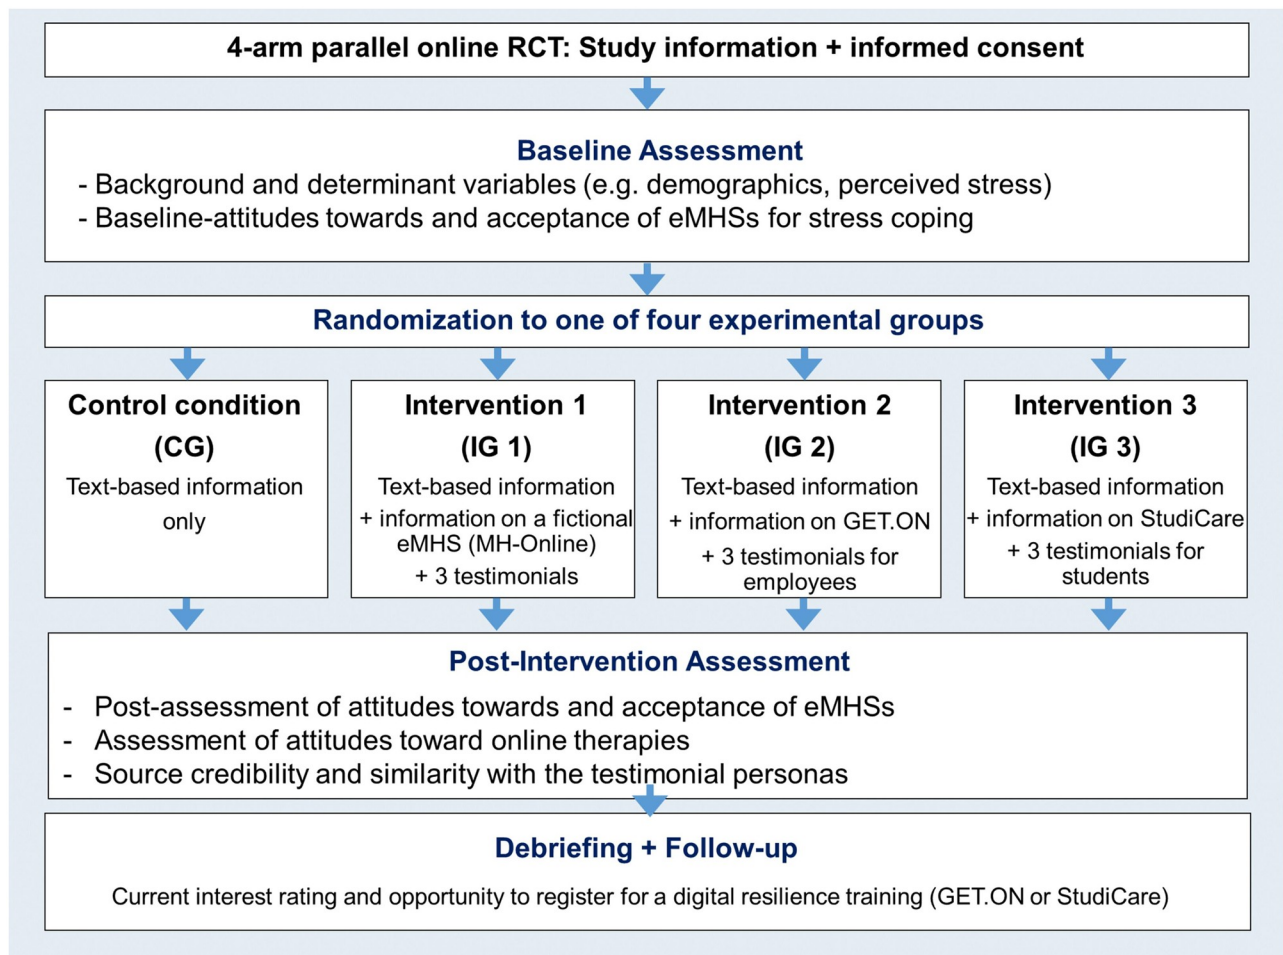 4-arm parallel online RCT: Study information + informed consent
Baseline Assessment
- Background and determinant variables (e.g. demographics, perceived stress)
- Baseline-attitudes towards and acceptance of eMHSs for stress coping
Randomization to one of four experimental groups
Control condition
(CG)
Text-based information
only
Intervention 1
(IG 1)
Text-based information
+ information on a fictional
eMHS (MH-Online)
+ 3 testimonials
Intervention 2
(IG 2)
Text-based information
+ information on GET.ON
+ 3 testimonials for
employees
Intervention 3
(IG 3)
Text-based information
+ information on StudiCare
+ 3 testimonials for
students
Post-Intervention Assessment
- Post-assessment of attitudes towards and acceptance of eMHSs
- Assessment of attitudes toward online therapies
- Source credibility and similarity with the testimonial personas
Debriefing + Follow-up
Current interest rating and opportunity to register for a digital resilience training (GET.ON or StudiCare)